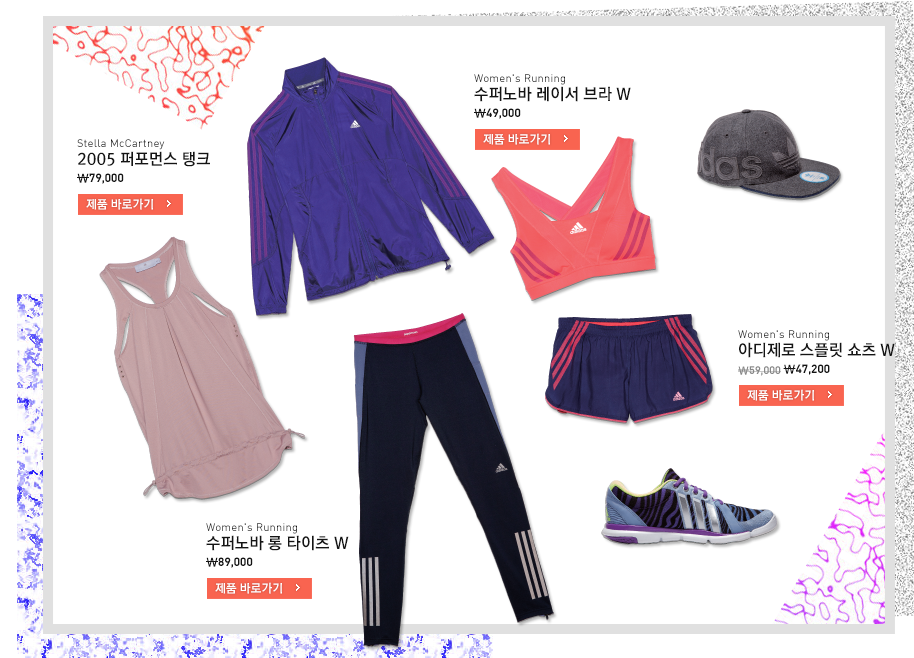 Women's Running
수퍼노바 레이서 브라 W
₩49,000
제품 바로가기 >
Stella McCartney
2005 퍼포먼스 탱크
₩79,000
제품 바로가기 >
das
adidas
Women's Running
아디제로 스플릿 쇼츠 W
₩59,000 ₩47,200
제품 바로가기 >
Women's Running
수퍼노바 롱 타이츠 W
₩89,000
제품 바로가기 >